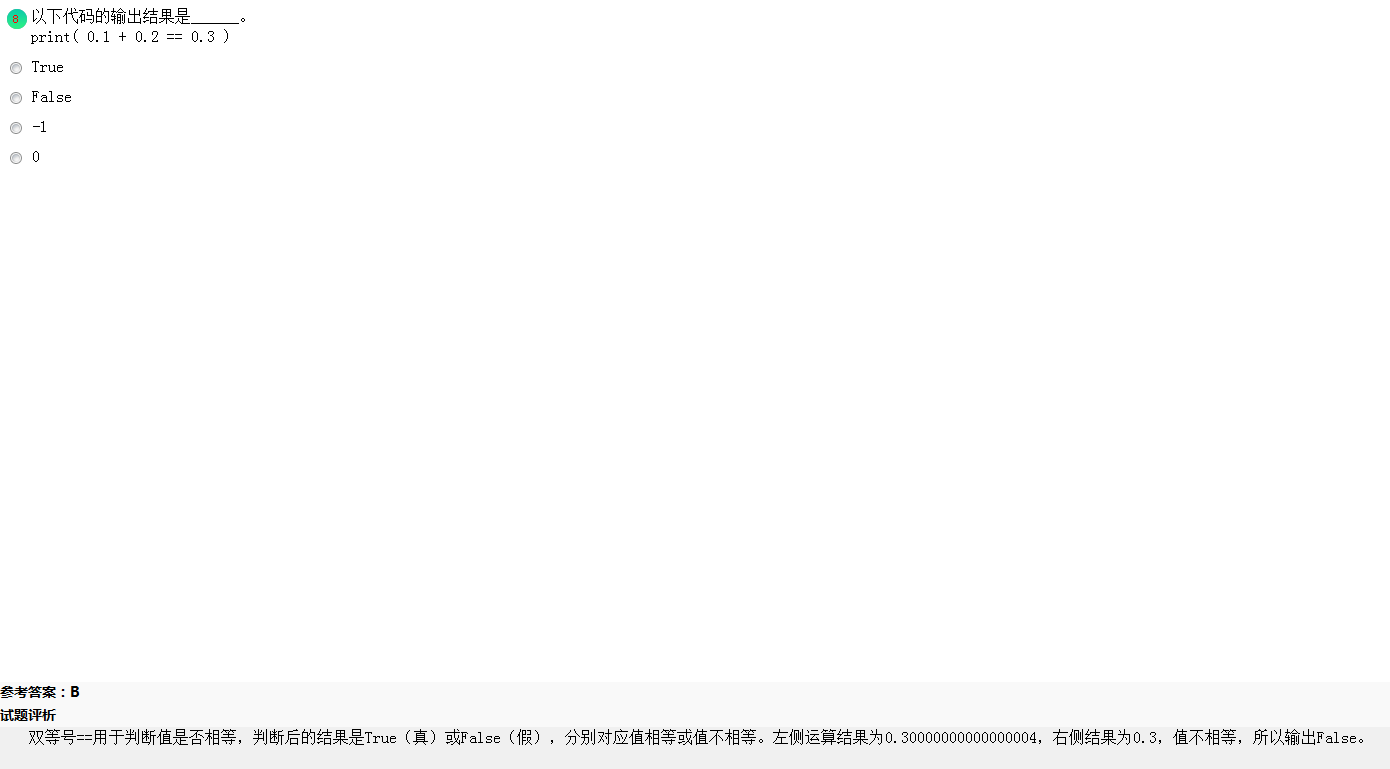 8 以下代码的输出结果是______。
print( 0.1 + 0.2 == 0.3 )
True
False
-1
0
参考答案：B
试题评析
双等号==用于判断值是否相等，判断后的结果是True（真）或False（假），分别对应值相等或值不相等。左侧运算结果为0.30000000000000004，右侧结果为0.3，值不相等，所以输出False。